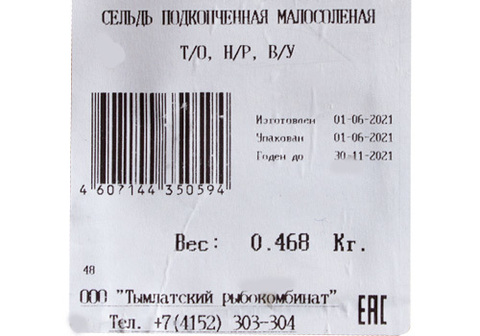 СЕЛЬДЬ ПОДКОПЧЕННАЯ МАЛОСОЛЕНАЯ
Т/О, Н/Р, В/У
Изготовлен 01-06-2021
Упакован 01-06-2021
Годен до 30-11-2021
4 607144 350594
Вес: 0.468 Кг.
48
ООО "Тымлатский рыбокомбинат"
Тел. +7(4152) 303-304
ЕАС